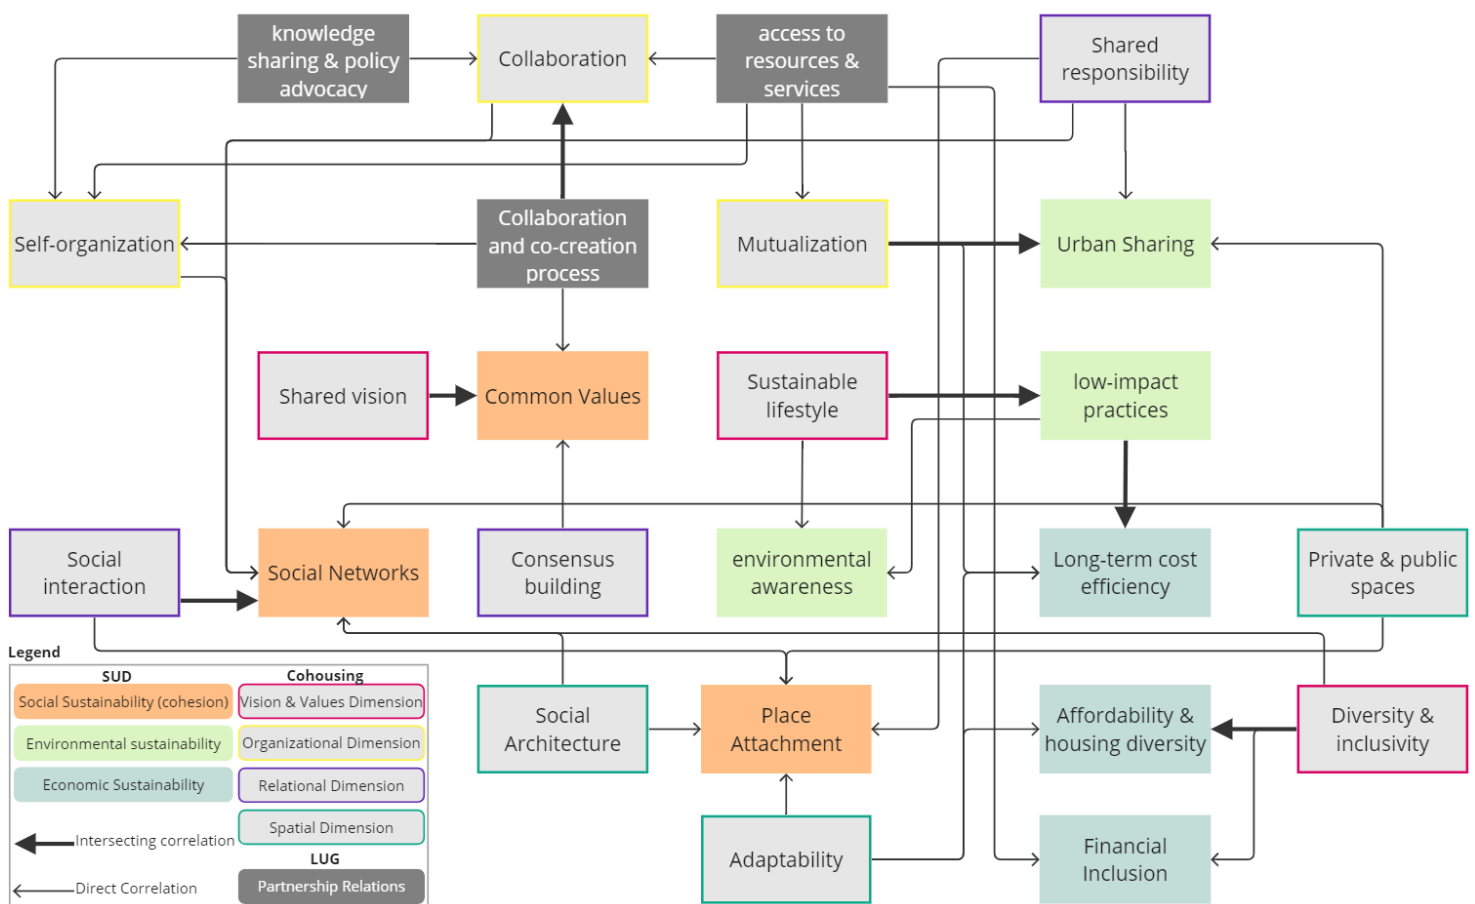 knowledge
sharing & policy
advocacy
Collaboration
access to
resources &
services
Shared
responsibility
Self-organization
Collaboration
and co-creation
process
Mutualization
Urban Sharing
Shared vision
Common Values
Sustainable
lifestyle
low-impact
practices
Social
interaction
Social Networks
Consensus
building
environmental
awareness
Long-term cost
efficiency
Private & public
spaces
Social
Architecture
Place
Attachment
Affordability &
housing diversity
Diversity &
inclusivity
Adaptability
Financial
Inclusion
Legend
SUD
Social Sustainability (cohesion)
Environmental sustainability
Economic Sustainability
Intersecting correlation
Direct Correlation
Cohousing
Vision & Values Dimension
Organizational Dimension
Relational Dimension
Spatial Dimension
LUG
Partnership Relations